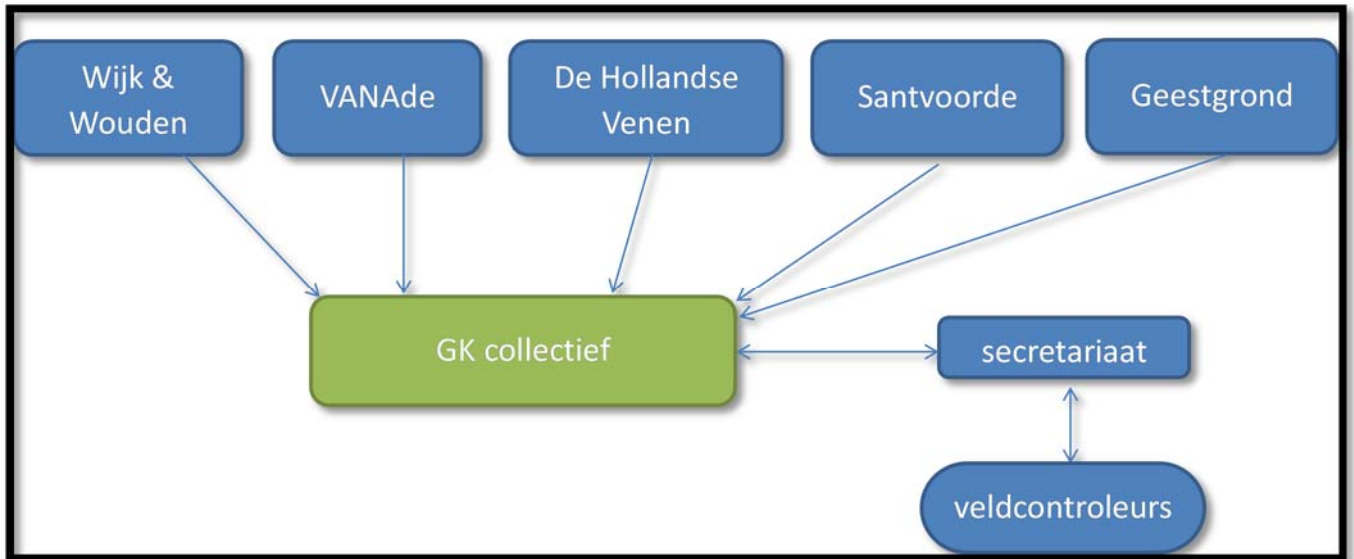 Wijk &
Wouden
VANAde
De Hollandse
Venen
Santvoorde
Geestgrond
GK collectief
secretariaat
veldcontroleurs